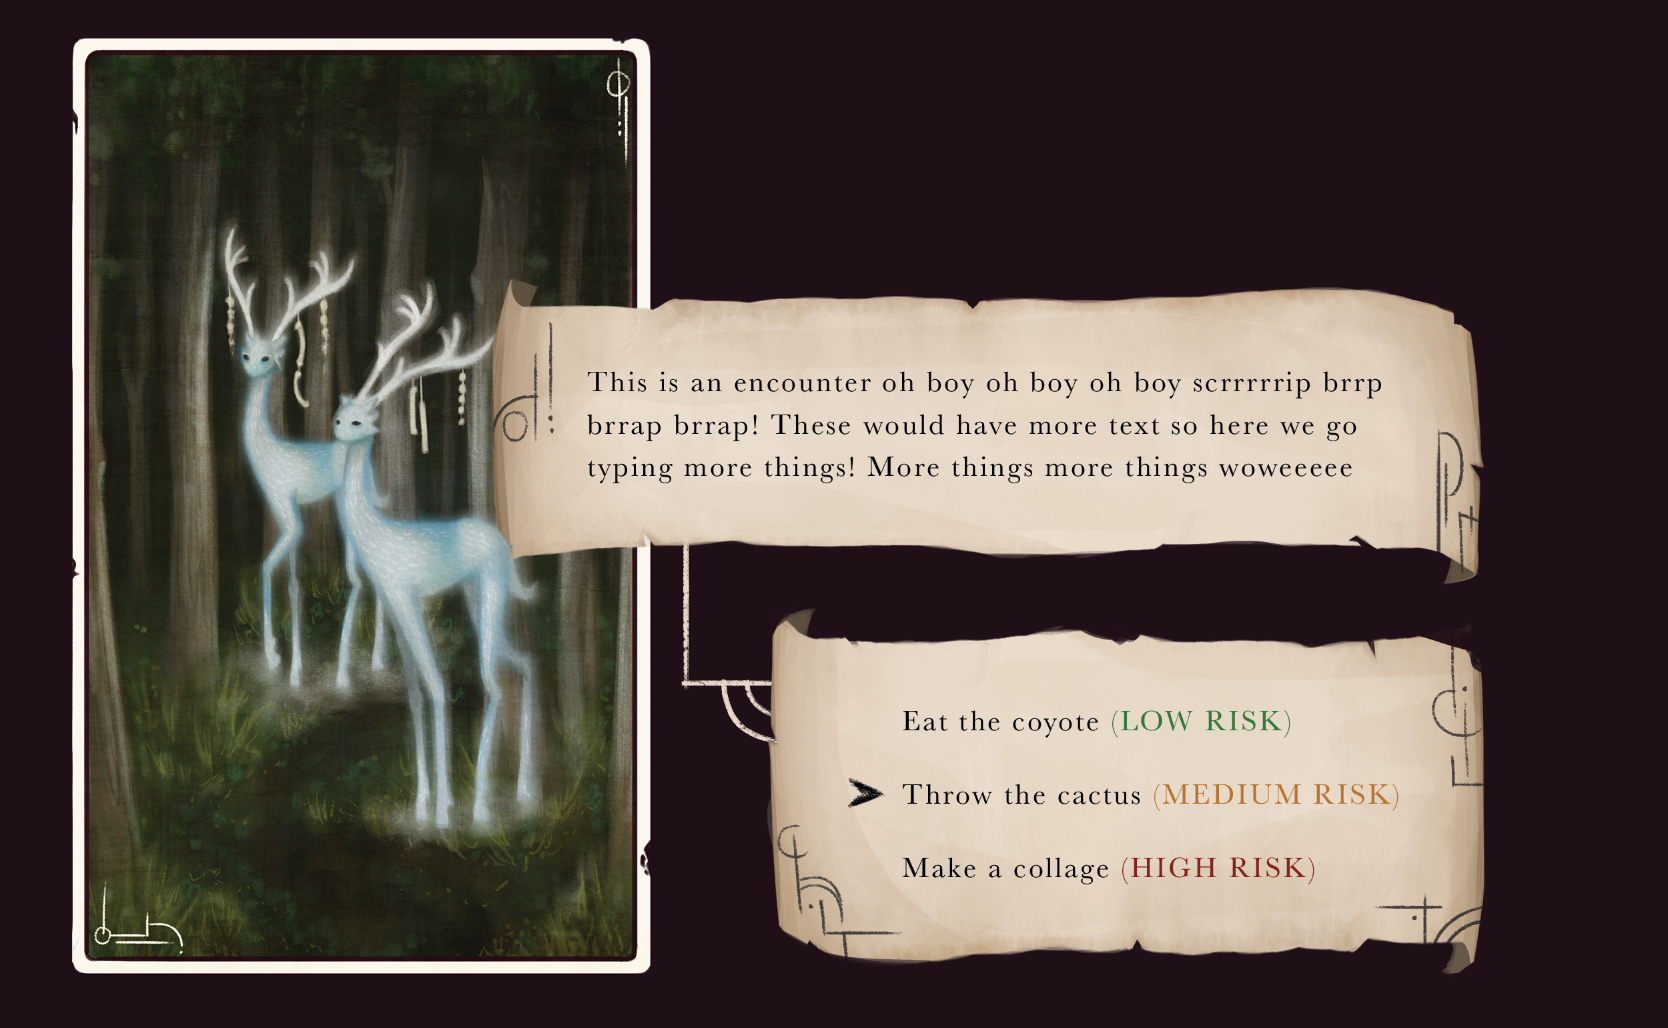 This is an encounter oh boy oh boy oh boy scrrrrrip brrp
brrap brrap! These would have more text so here we go
typing more things! More things more things woweeeee
Eat the coyote (LOW RISK)
Throw the cactus (MEDIUM RISK)
Make a collage (HIGH RISK)